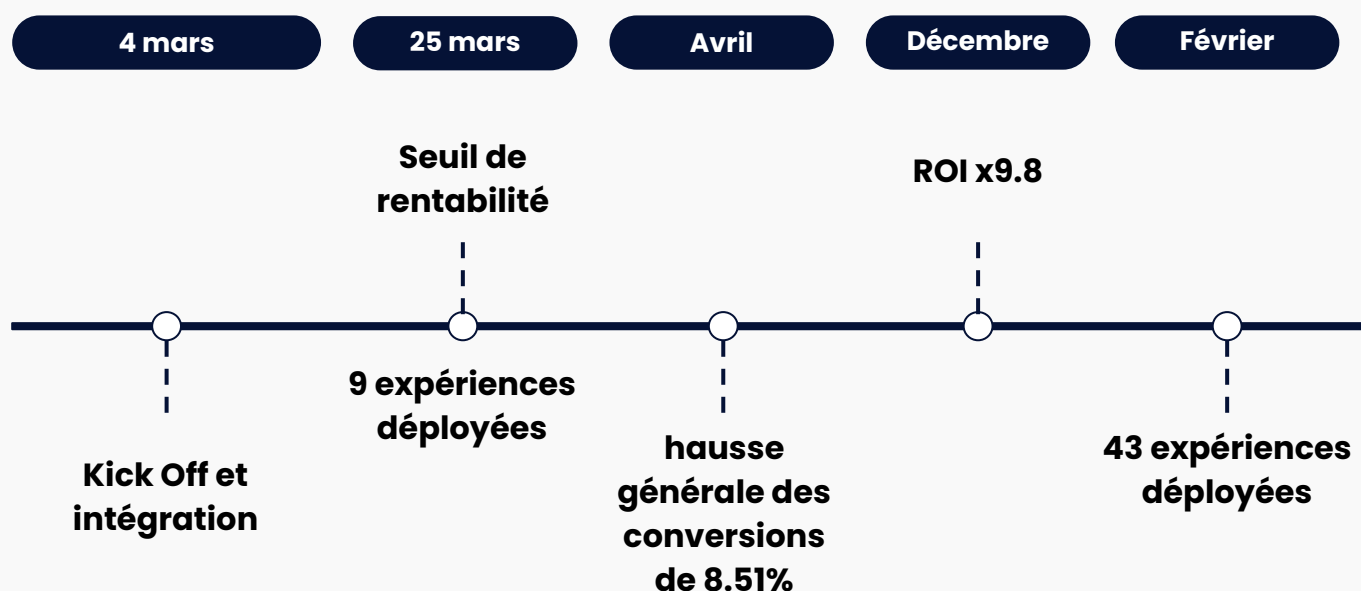 4 mars
25 mars
Avril
Décembre
Février
Seuil de
rentabilité
ROI x9.8
9 expériences
déployées
Kick Off et
intégration
hausse
générale des
conversions
de 8.51%
43 expériences
déployées